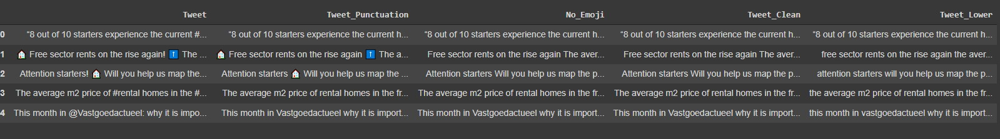 Tweet Tweet_Punctuation No_Emoji Tweet_Clean Tweet_Lower
0 “8 out of 10 starters experience the current #... “8 out of 10 starters experience the current h... “8 out of 10 starters experience the current h... “8 out of 10 starters experience the current h... “8 out of 10 starters experience the current h...
1 🏠 Free sector rents on the rise again! ⬆️ The ... 🏠 Free sector rents on the rise again ⬆️ The a... Free sector rents on the rise again The aver... Free sector rents on the rise again The aver... free sector rents on the rise again the aver...
2 Attention starters! 🏠 Will you help us map the... Attention starters 🏠 Will you help us map the ... Attention starters Will you help us map the p... Attention starters Will you help us map the p... attention starters will you help us map the p...
3 The average m2 price of #rental homes in the #... The average m2 price of rental homes in the fr... The average m2 price of rental homes in the fr... The average m2 price of rental homes in the fr... the average m2 price of rental homes in the fr...
4 This month in @Vastgoedactueel: why it is impo... This month in Vastgoedactueel why it is import... This month in Vastgoedactueel why it is import... This month in Vastgoedactueel why it is import... this month in vastgoedactueel why it is import...